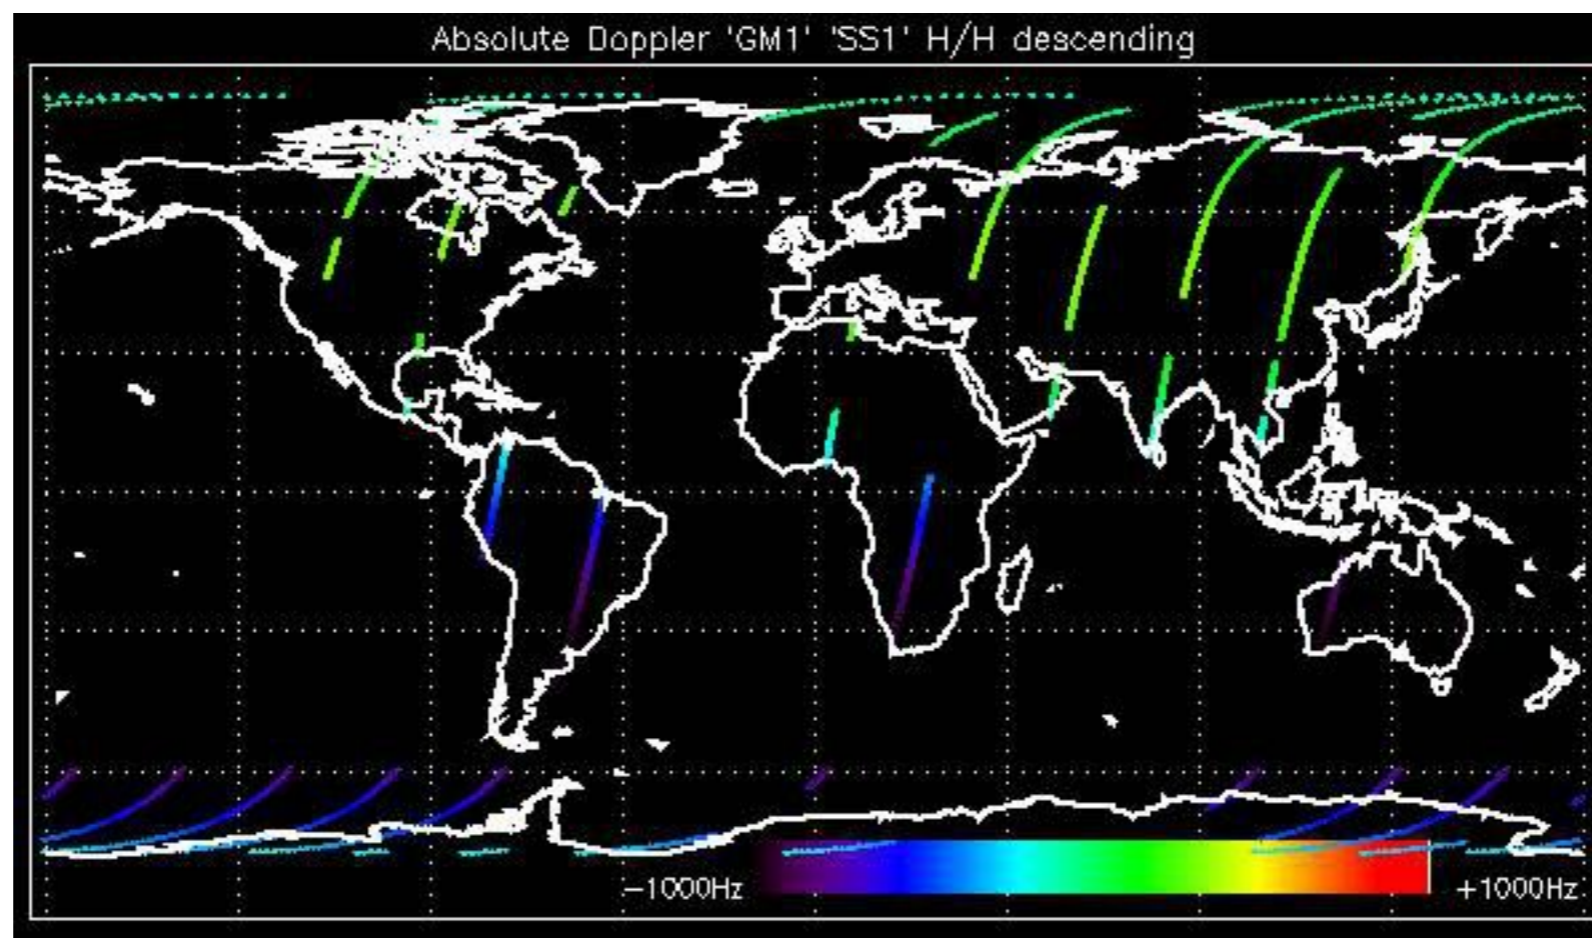 Absolute Doppler 'GM1' 'SS1' H/H descending
−1000Hz
+1000Hz